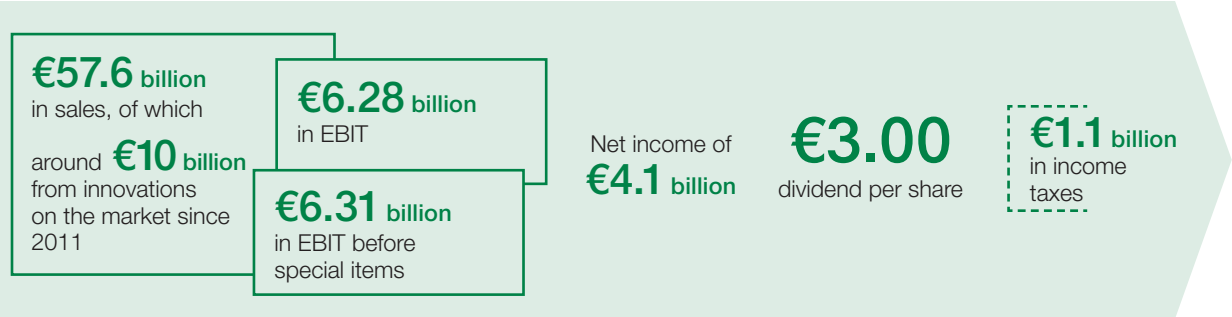 €57.6 billion
in sales, of which
around €10 billion
from innovations
on the market since
2011
€6.28 billion
in EBIT
€6.31 billion
in EBIT before
special items
Net income of
€4.1 billion
€3.00
dividend per share
€1.1 billion
in income
taxes